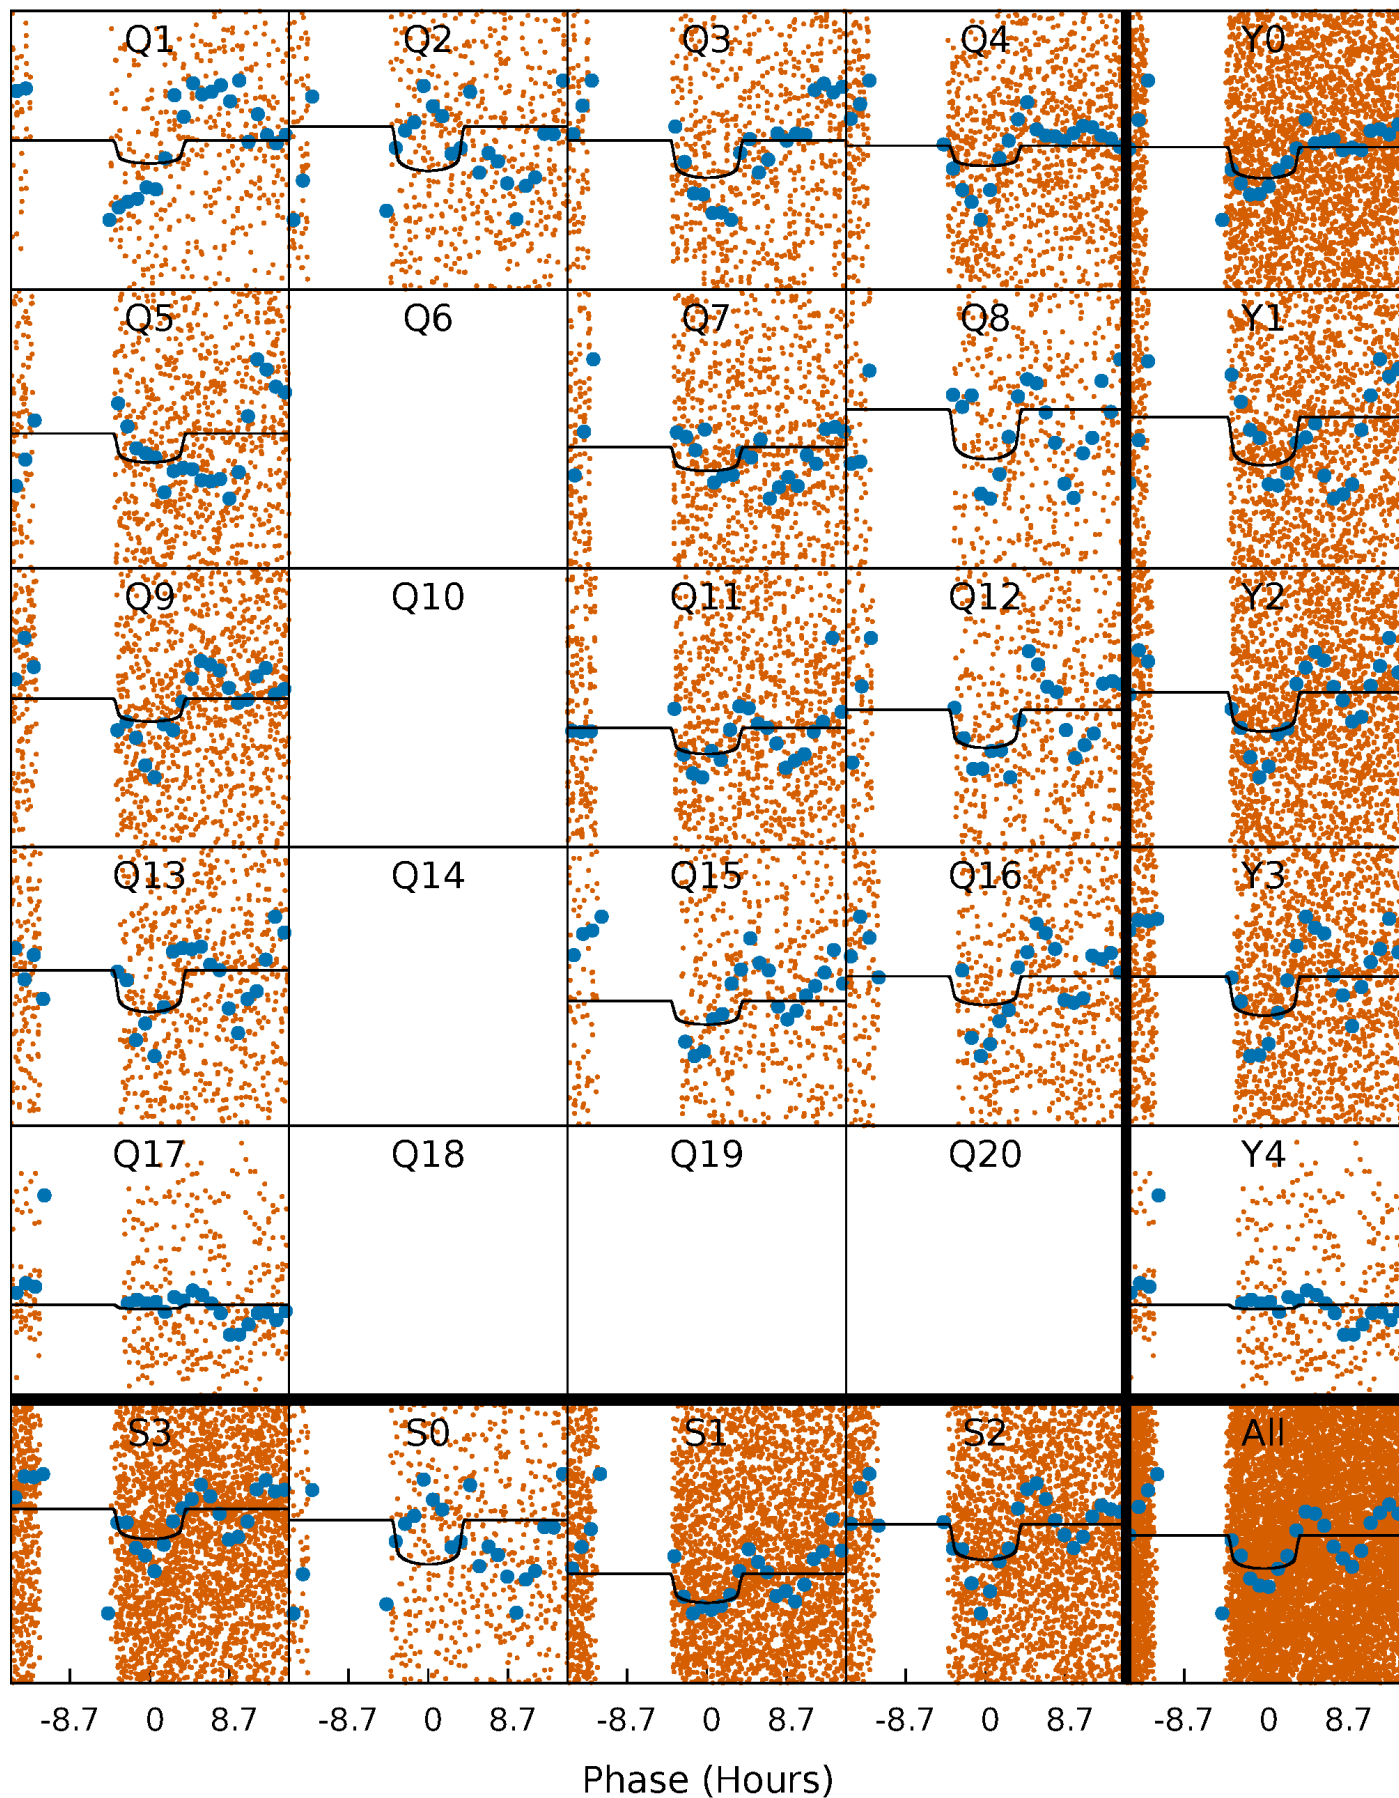 Q1 Q2 Q3 Q4 Y0
Q5 Q6 Q7 Q8 Y1
Q9 Q10 Q11 Q12 Y2
Q13 Q14 Q15 Q16 Y3
Q17 Q18 Q19 Q20 Y4
S3 S0 S1 S2 All
-8.7 0 8.7 -8.7 0 8.7 -8.7 0 8.7 -8.7 0 8.7 -8.7 0 8.7
Phase (Hours)